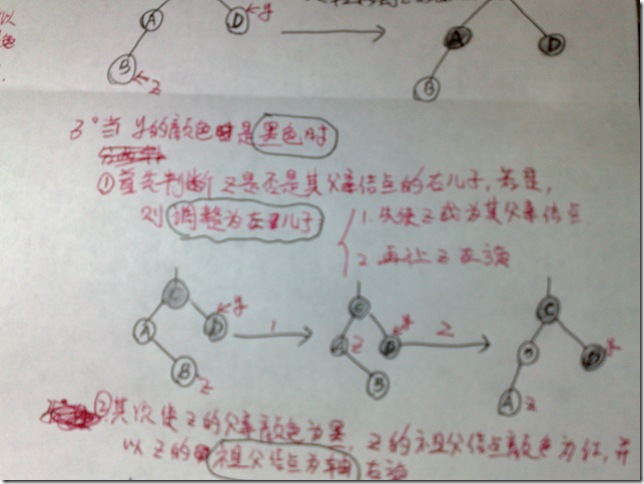 以
A
D
y
A
D
B
z
B
3°当y的颜色时是黑色时
①首先判断z是否是其父亲结点的右儿子,若是,
则调整为左儿子
1. 先使z成为其父亲结点
2. 再让z左旋
C
y
C
y
C
A
D
1
A
z
D
2
B
D
y
B
z
B
A
z
②其次使z的父亲颜色为黑,z的祖父结点颜色为红,并
以z的祖父结点为轴右旋